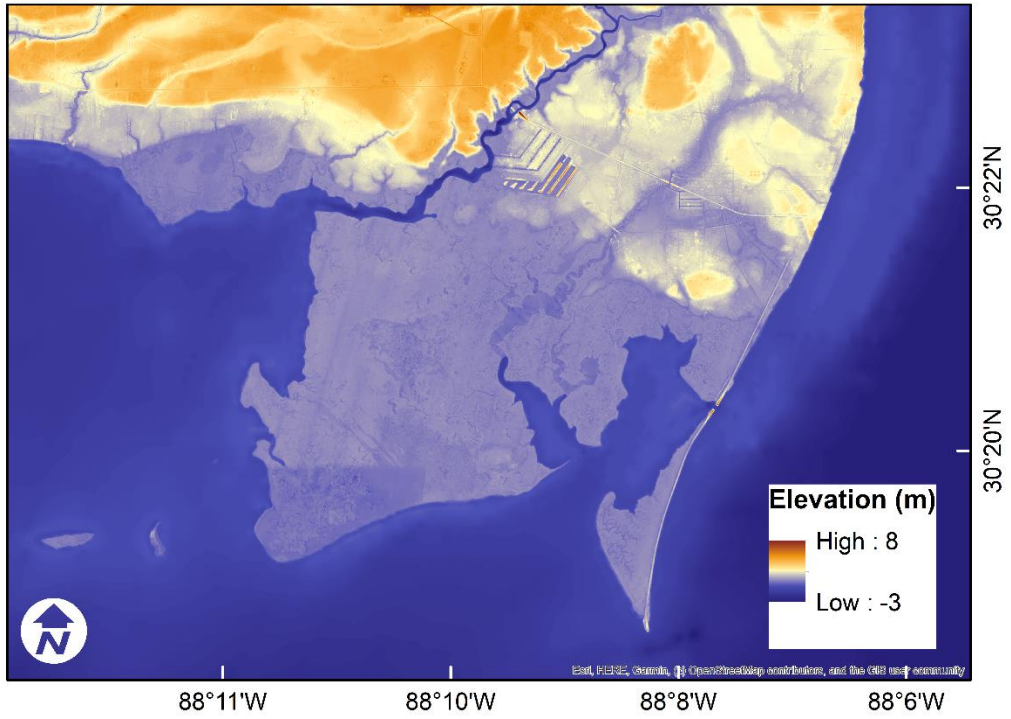 30°22'N
30°20'N
Elevation (m)
High : 8
Low : -3
N
Esri, HERE, Garmin, (c) OpenStreetMap contributors, and the GIS user community
88°11'W 88°10'W 88°8'W 88°6'W